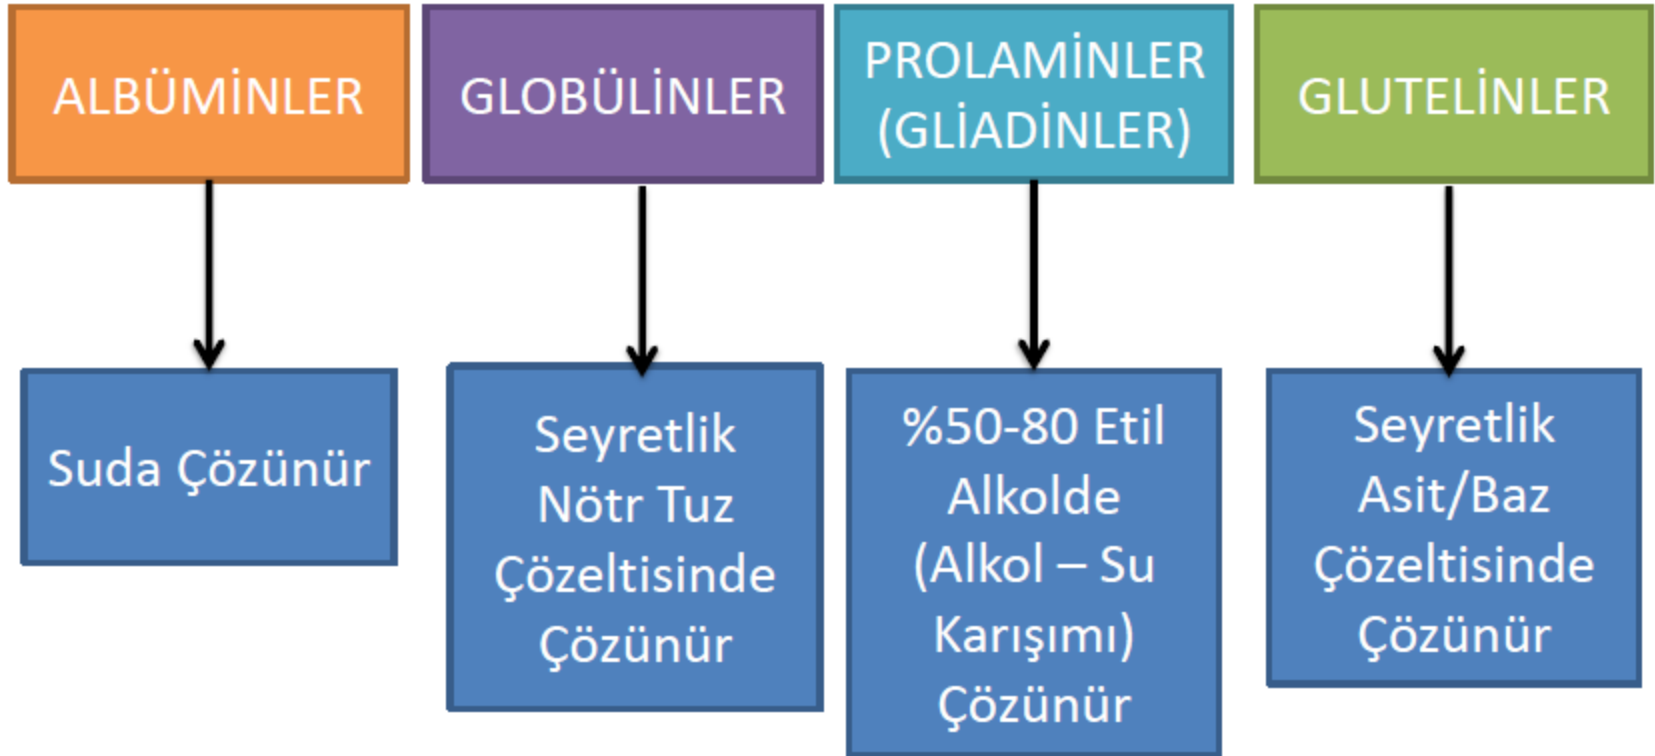 ALBÜMİNLER
GLOBÜLİNLER
PROLAMİNLER
(GLİADİNLER)
GLUTELİNLER
Suda Çözünür
Seyretlik
Nötr Tuz
Çözeltisinde
Çözünür
%50-80 Etil
Alkolde
(Alkol – Su
Karışımı)
Çözünür
Seyretlik
Asit/Baz
Çözeltisinde
Çözünür